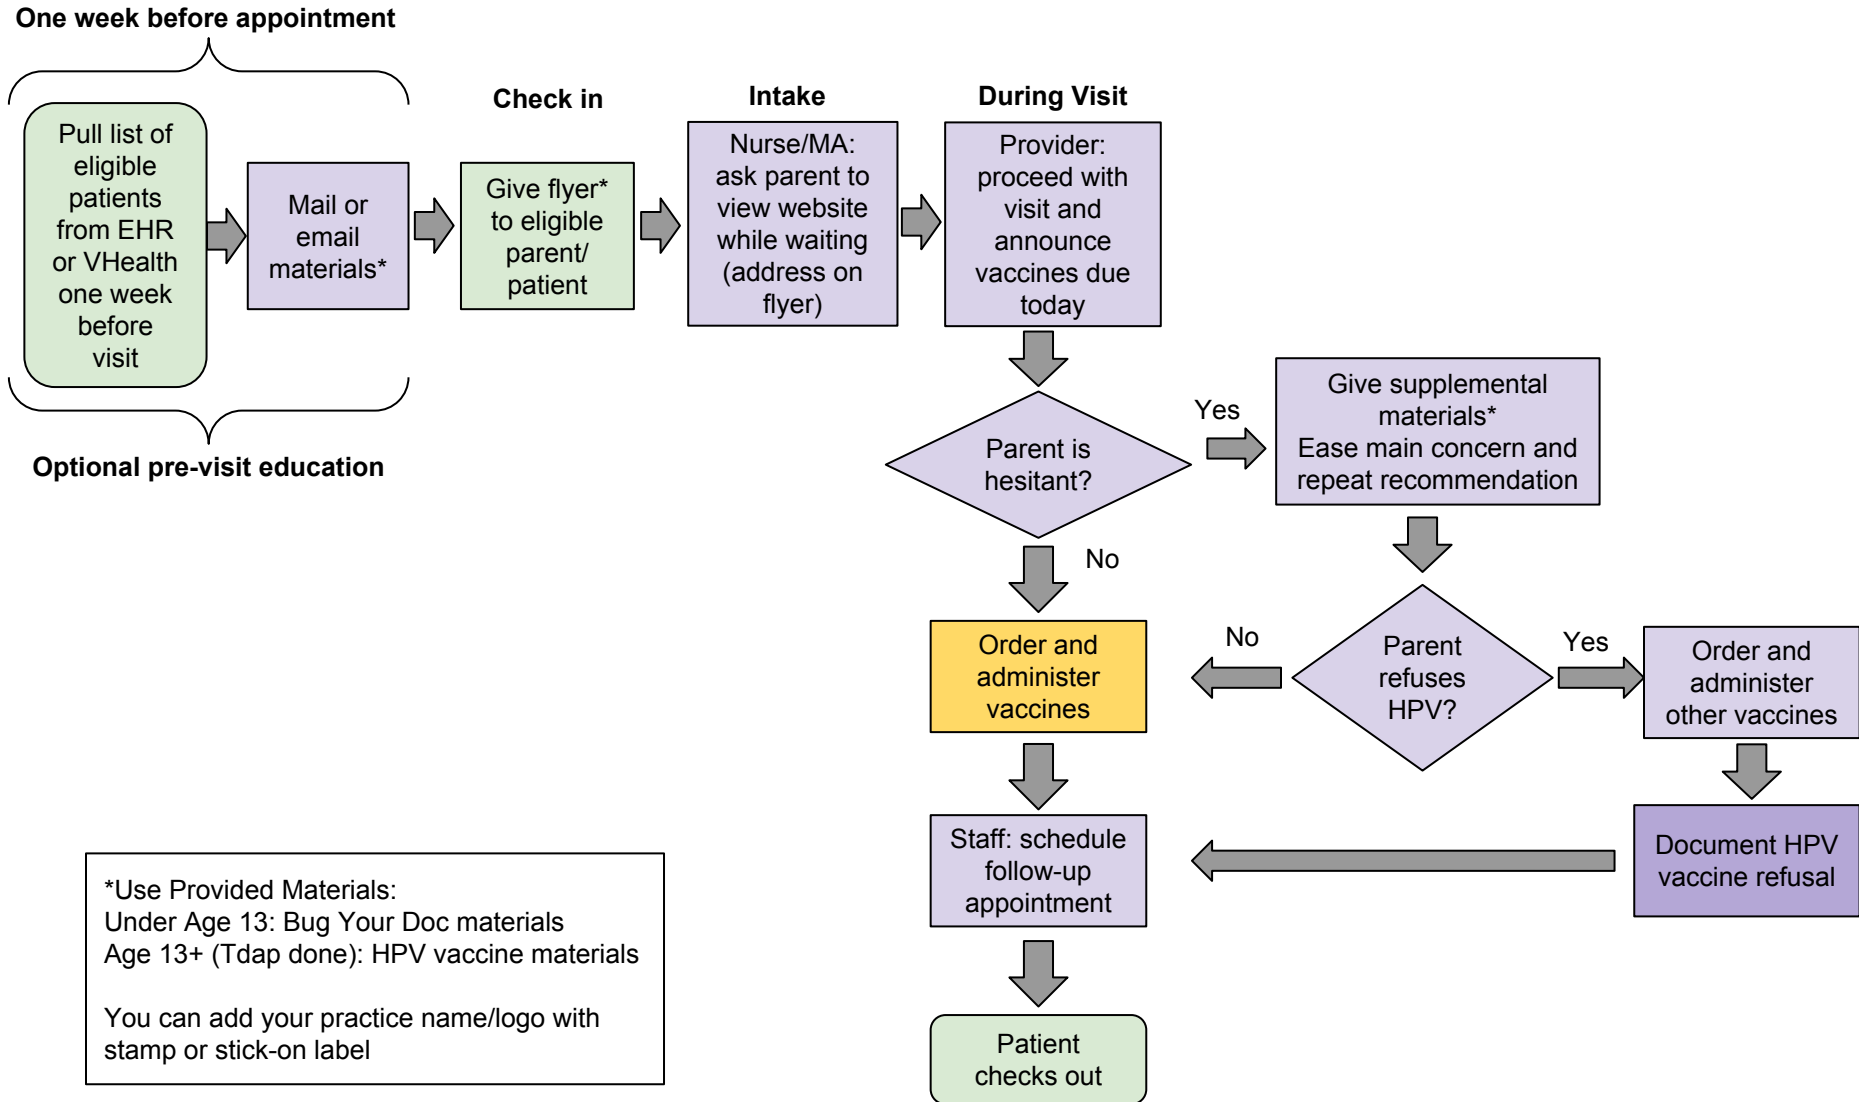 One week before appointment
Pull list of
eligible
patients
from EHR
or VHealth
one week
before
visit
Mail or
email
materials*
Optional pre-visit education
Check in
Give flyer*
to eligible
parent/
patient
Intake
Nurse/MA:
ask parent to
view website
while waiting
(address on
flyer)
During Visit
Provider:
proceed with
visit and
announce
vaccines due
today
Parent is
hesitant?
Yes
Give supplemental
materials*
Ease main concern and
repeat recommendation
No
Parent
refuses
HPV?
No
Yes
Order and
administer
vaccines
Order and
administer
other vaccines
Document HPV
vaccine refusal
Staff: schedule
follow-up
appointment
Patient
checks out
*Use Provided Materials:
Under Age 13: Bug Your Doc materials
Age 13+ (Tdap done): HPV vaccine materials
You can add your practice name/logo with
stamp or stick-on label